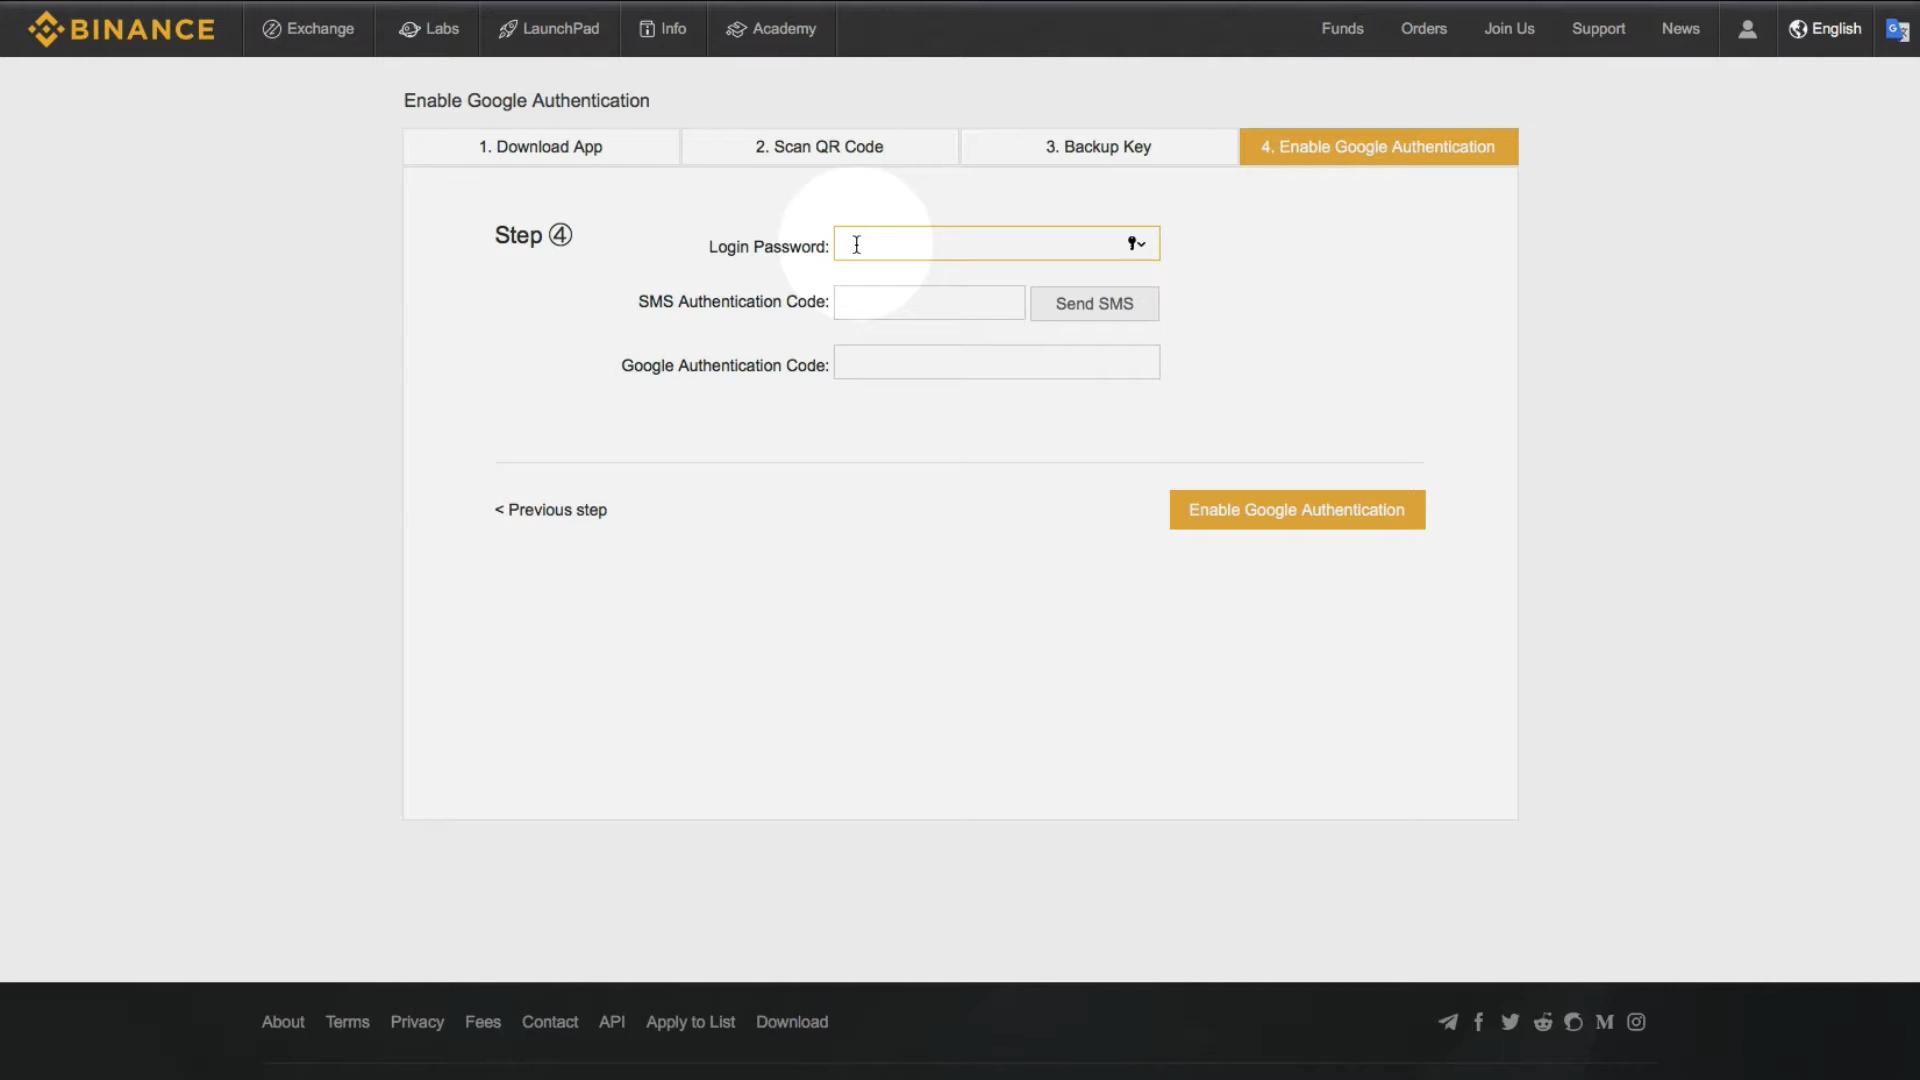 BINANCE Exchange Labs LaunchPad Info Academy Funds Orders Join Us Support News English
Enable Google Authentication
1. Download App 2. Scan QR Code 3. Backup Key 4. Enable Google Authentication
Step ④
Login Password:
SMS Authentication Code: Send SMS
Google Authentication Code:
< Previous step Enable Google Authentication
About Terms Privacy Fees Contact API Apply to List Download